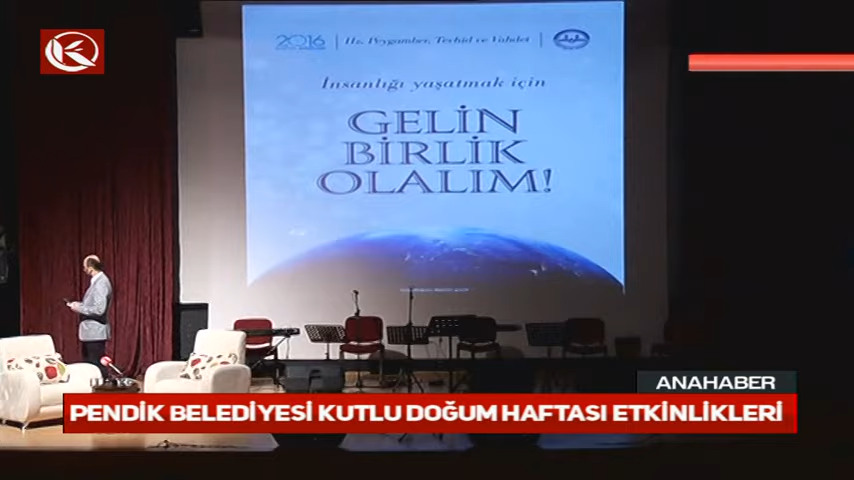 2016 | Hz. Peygamber, Tevhid ve Vahdet |
İnsanlığı yaşatmak için
GELİN
BİRLİK
OLALIM!
ANAHABER
PENDİK BELEDİYESİ KUTLU DOĞUM HAFTASI ETKİNLİKLERİ